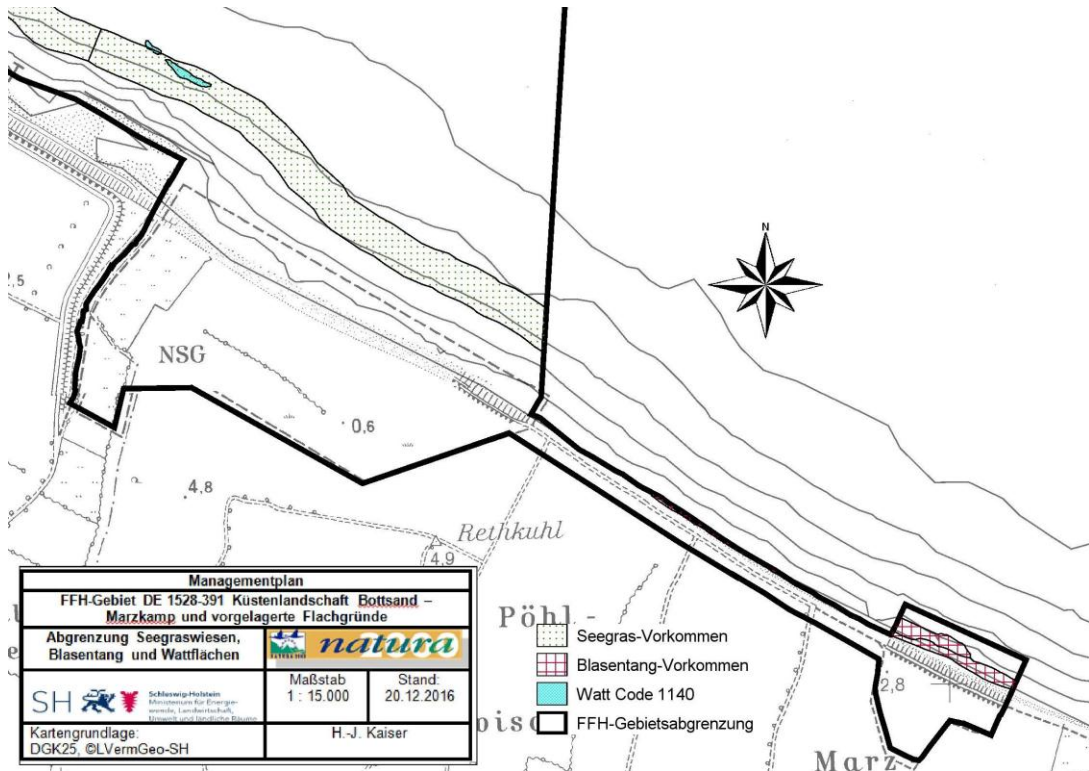 N
NSG
0,6
4,8
Rethkuhl
4,9
Pöhl-
2,8
Marz
Seegras-Vorkommen
Blasentang-Vorkommen
Watt Code 1140
FFH-Gebietsabgrenzung
Managementplan
FFH-Gebiet DE 1528-391 Küstenlandschaft Bottsand –
Marzkamp und vorgelagerte Flachgründe
Abgrenzung Seegraswiesen,
Blasentang und Wattflächen
natura
2000
SH
Schleswig-Holstein
Ministerium für Energie-
wende, Landwirtschaft,
Umwelt und ländliche Räume
Maßstab
1 : 15.000
Stand:
20.12.2016
Kartengrundlage:
DGK25, ©LVermGeo-SH
H.-J. Kaiser